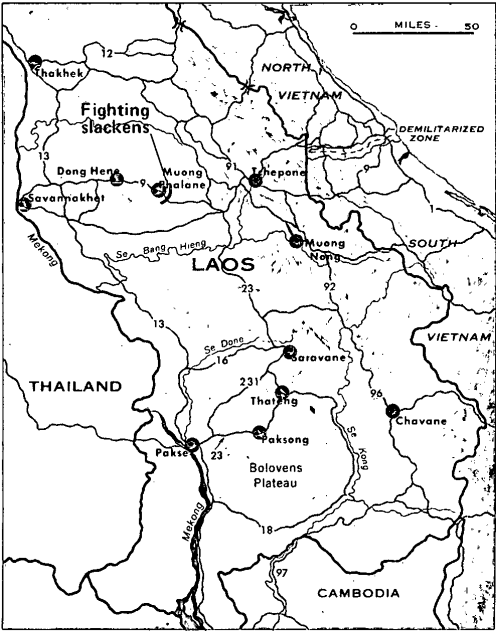 0 MILES 50
12
Thakhek
NORTH
VIETNAM
Fighting
slackens
DEMILITARIZED
ZONE
13
91
Tchepone
9
Dong Hene
Muong
Phalane
9
Savannakhet
1
Mekong
Se Bang Hieng
Muong
Nong
SOUTH
LAOS
23
92
13
VIETNAM
Se Done
16
Saravane
THAILAND
231
Thateng
96
Chavane
Pakse
23
Paksong
Se Kong
Bolovens
Plateau
Mekong
18
97
CAMBODIA